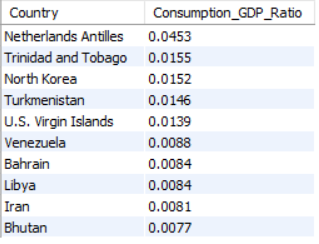 Country Consumption_GDP_Ratio
Netherlands Antilles 0.0453
Trinidad and Tobago 0.0155
North Korea 0.0152
Turkmenistan 0.0146
U.S. Virgin Islands 0.0139
Venezuela 0.0088
Bahrain 0.0084
Libya 0.0084
Iran 0.0081
Bhutan 0.0077